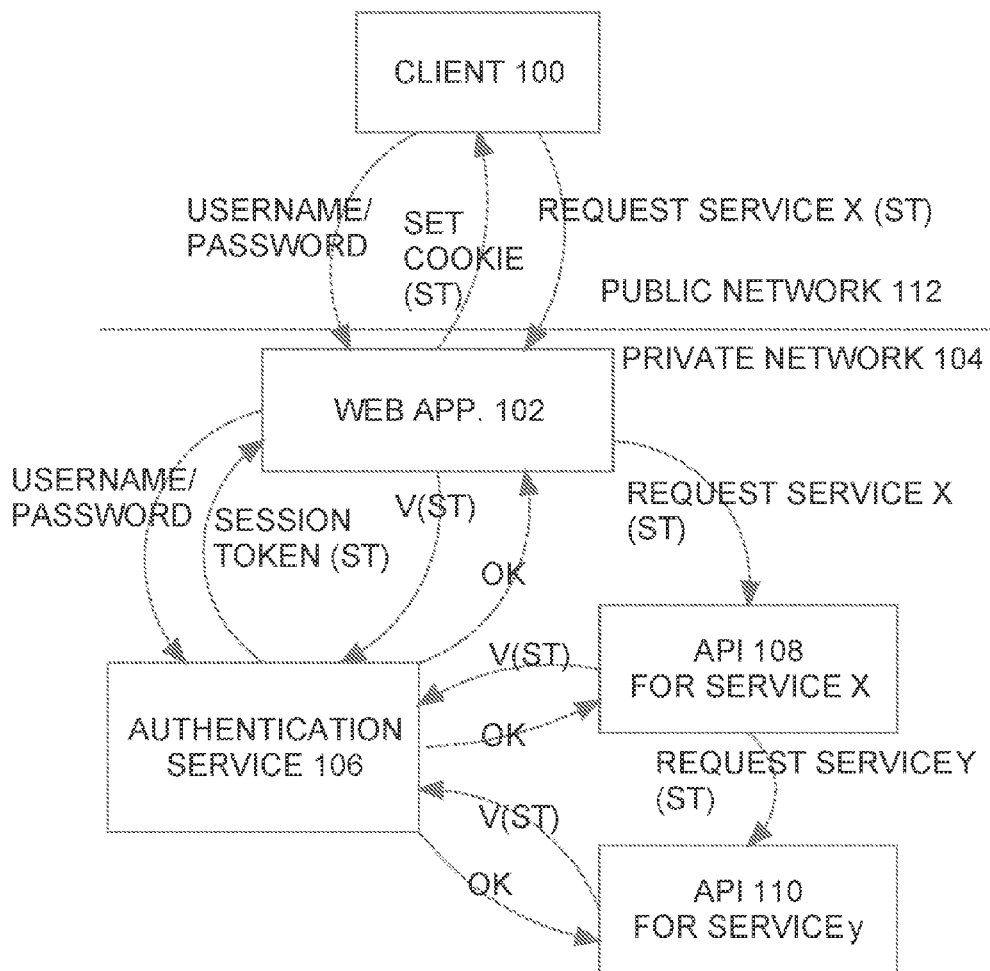 CLIENT 100
USERNAME/
PASSWORD
SET
COOKIE
(ST)
REQUEST SERVICE X (ST)
PUBLIC NETWORK 112
PRIVATE NETWORK 104
WEB APP. 102
USERNAME/
PASSWORD
SESSION
TOKEN (ST)
V(ST)
OK
REQUEST SERVICE X
(ST)
API 108
FOR SERVICE X
V(ST)
OK
AUTHENTICATION
SERVICE 106
REQUEST SERVICEY
(ST)
V(ST)
OK
API 110
FOR SERVICEy